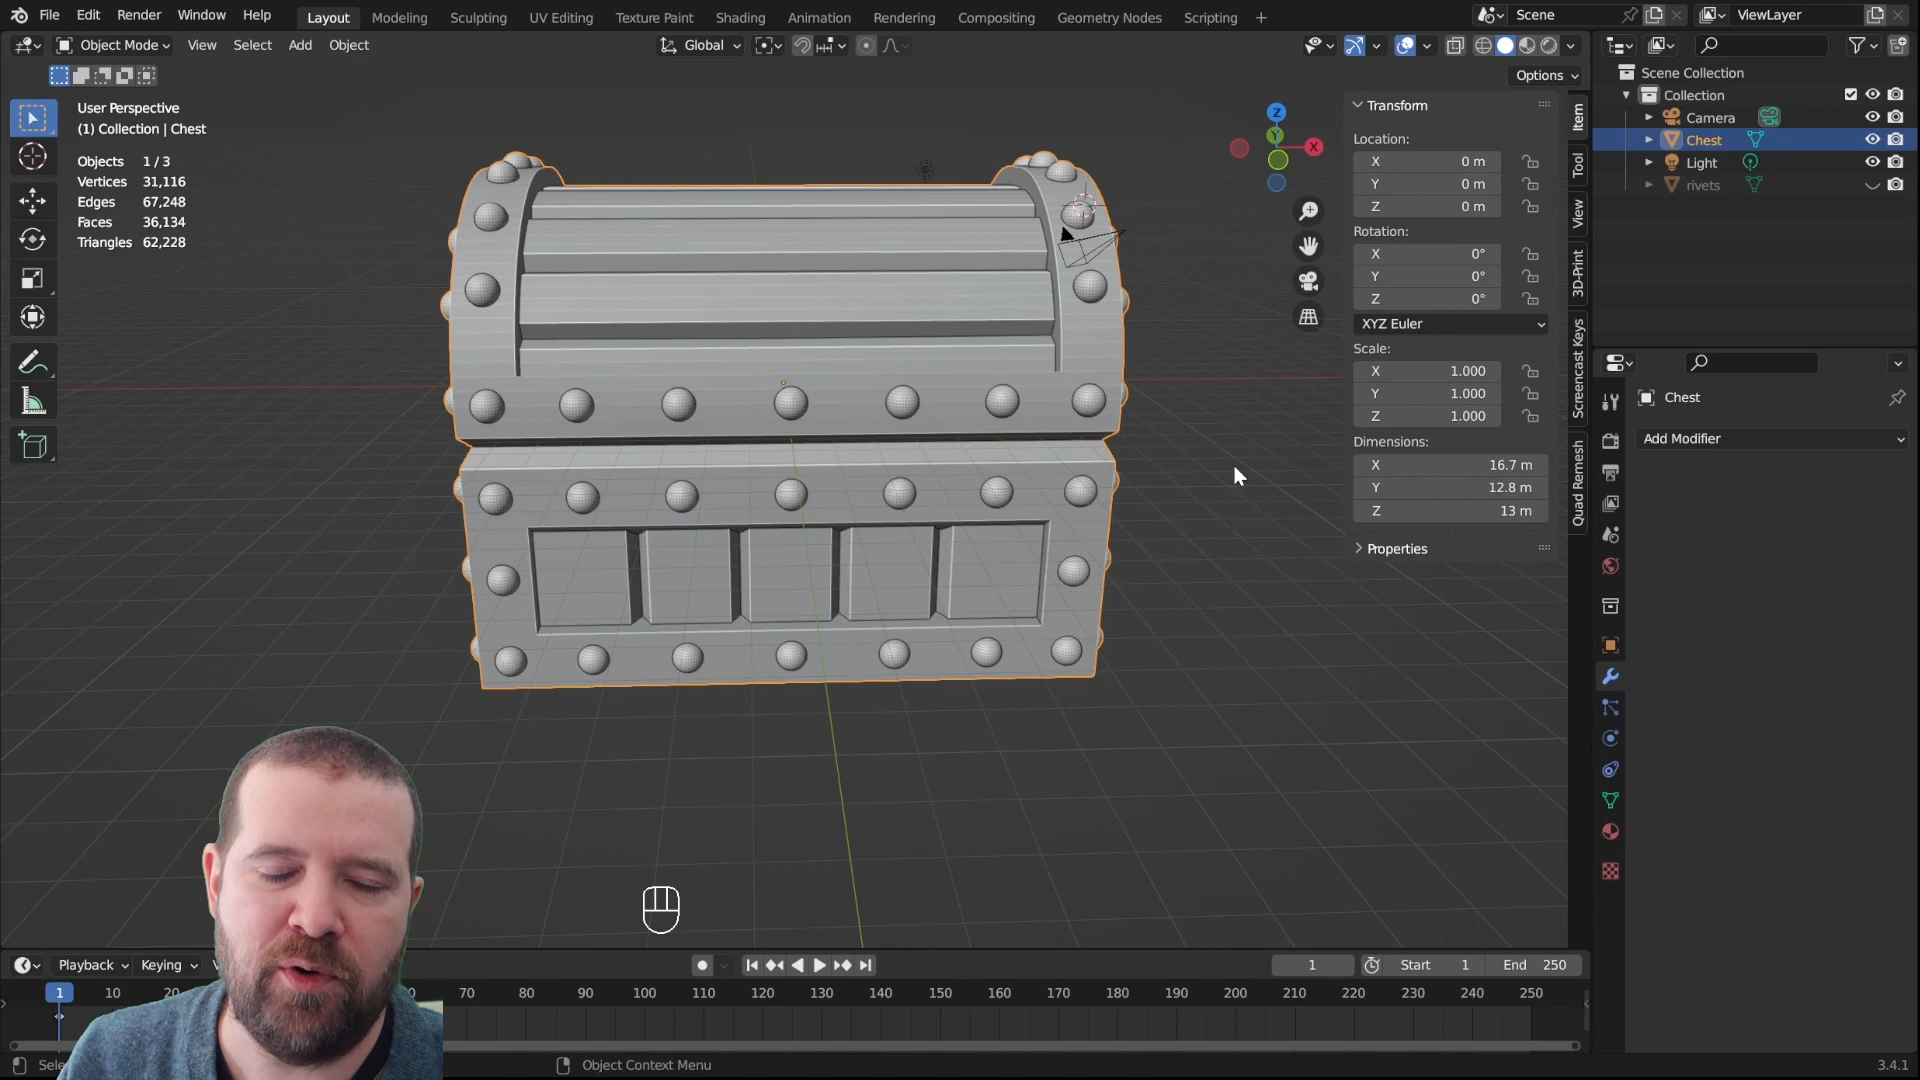 File Edit Render Window Help Layout Modeling Sculpting UV Editing Texture Paint Shading Animation Rendering Compositing Geometry Nodes Scripting + Scene ViewLayer
Object Mode View Select Add Object Global
Options
User Perspective
(1) Collection | Chest
Objects 1 / 3
Vertices 31,116
Edges 67,248
Faces 36,134
Triangles 62,228
Z
Y
X
Transform
Location:
X 0 m
Y 0 m
Z 0 m
Rotation:
X 0°
Y 0°
Z 0°
XYZ Euler
Scale:
X 1.000
Y 1.000
Z 1.000
Dimensions:
X 16.7 m
Y 12.8 m
Z 13 m
Properties
Item
Tool
View
3D-Print
Screencast Keys
Quad Remesh
Scene Collection
Collection
Camera
Chest
Light
rivets
Chest
Add Modifier
Playback Keying 1 Start 1 End 250
1 10 20 0 70 80 90 100 110 120 130 140 150 160 170 180 190 200 210 220 230 240 250
Sele Object Context Menu 3.4.1